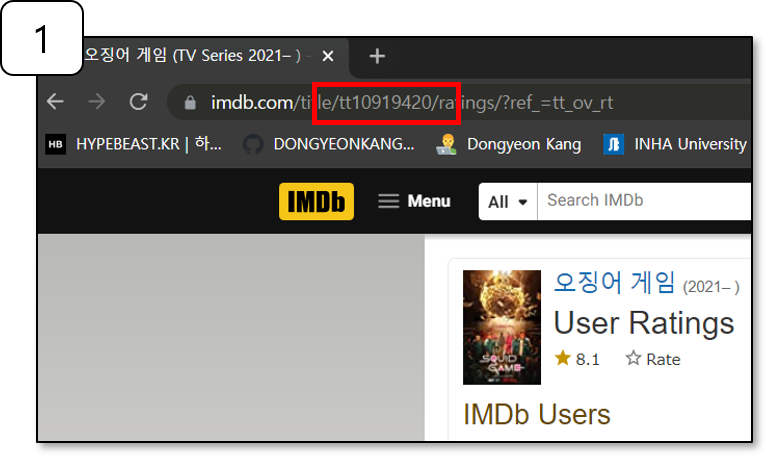 1
오징어 게임 (TV Series 2021– ) -
imdb.com/title/tt10919420/ratings/?ref_=tt_ov_rt
HB HYPEBEAST.KR | 하... DONGYEONKANG... Dongyeon Kang INHA University
IMDb Menu All Search IMDb
오징어 게임 (2021– )
User Ratings
8.1 Rate
SQUID GAME
IMDb Users